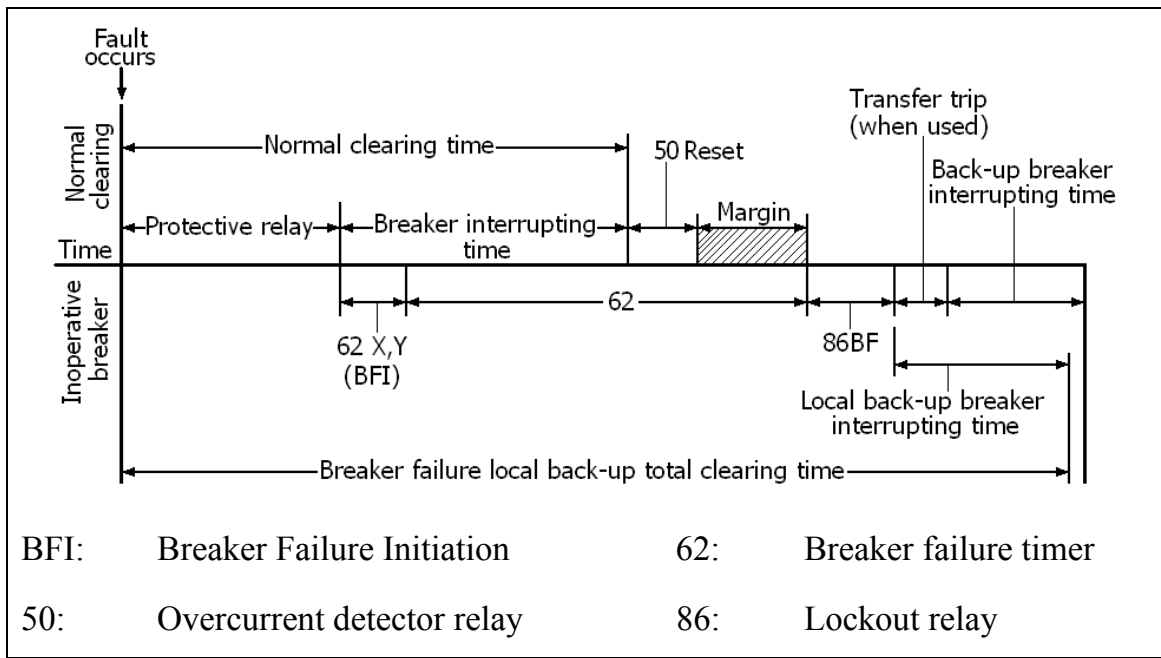 Fault
occurs
Transfer trip
(when used)
Normal clearing time
50 Reset
Back-up breaker
interrupting time
Normal
clearing
Protective relay
Breaker interrupting
time
Margin
Time
62
Inoperative
breaker
62 X,Y
(BFI)
86BF
Local back-up breaker
interrupting time
Breaker failure local back-up total clearing time
BFI: Breaker Failure Initiation 62: Breaker failure timer
50: Overcurrent detector relay 86: Lockout relay